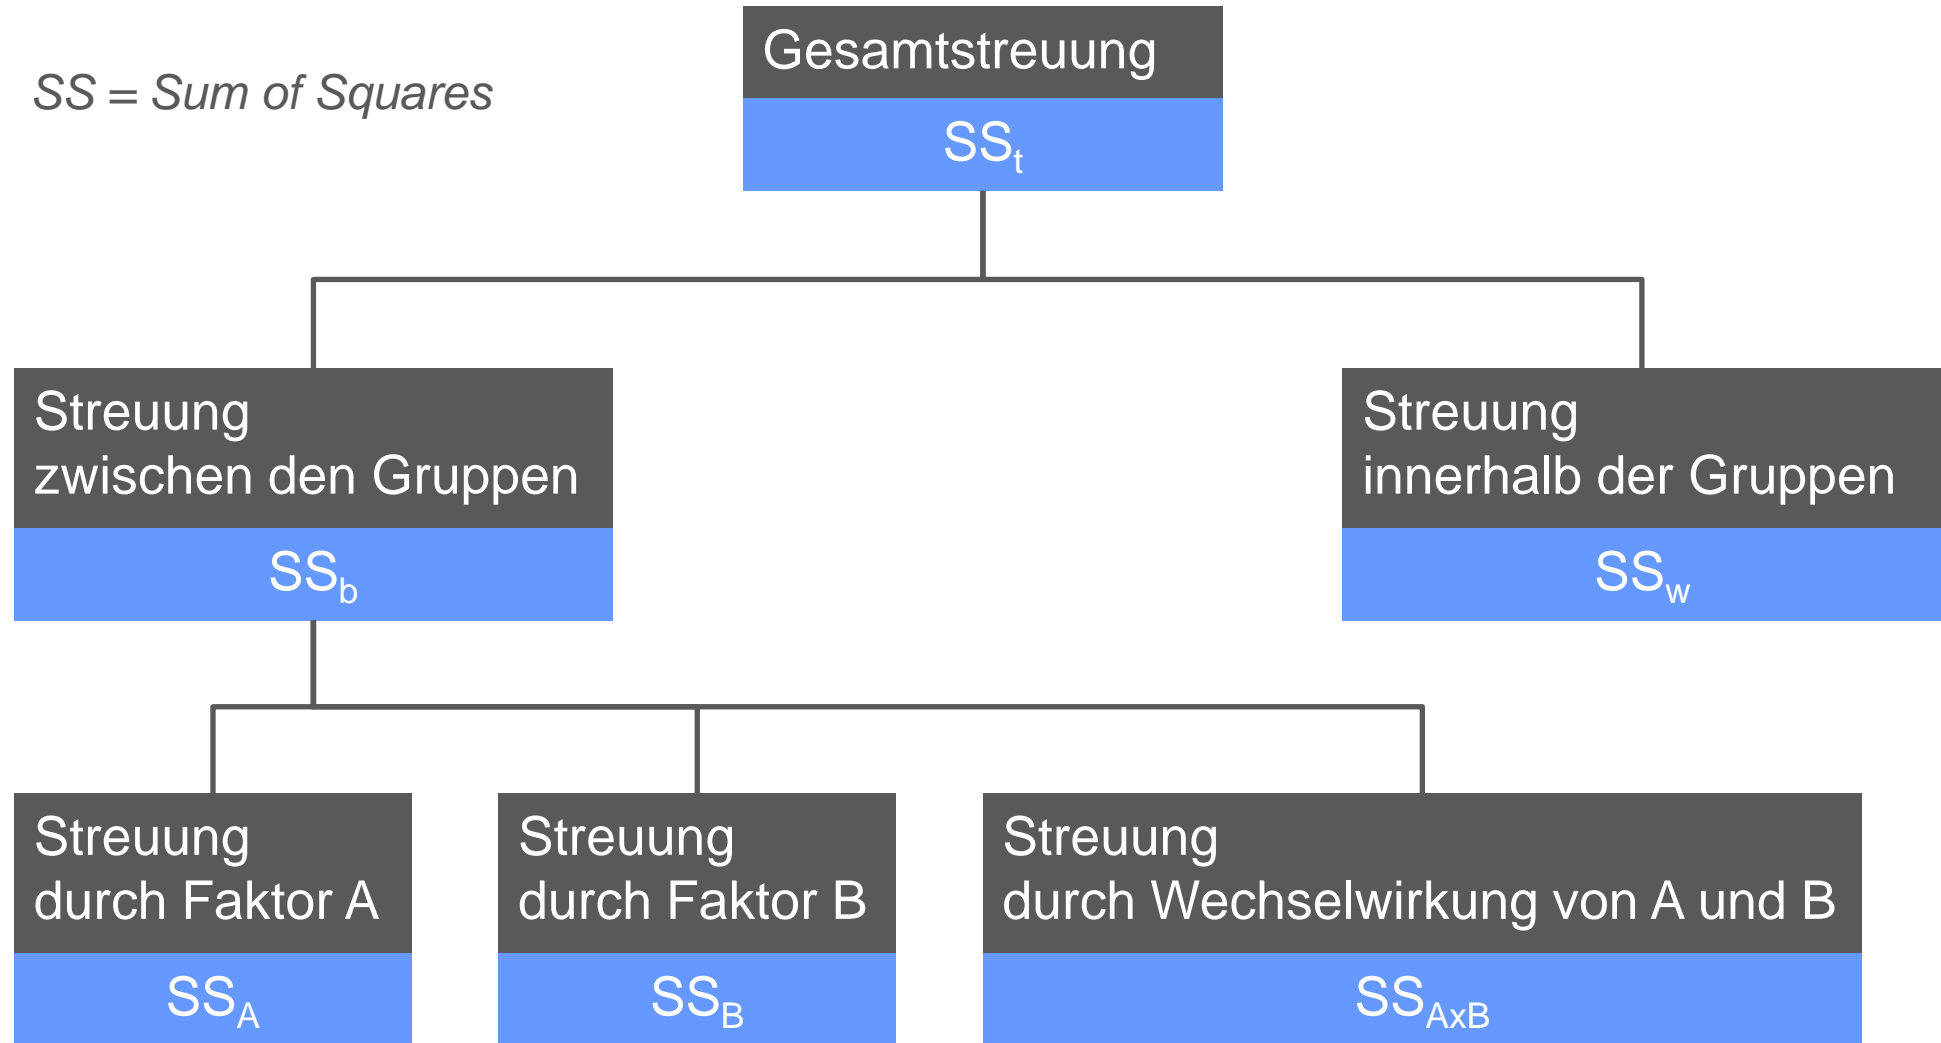 Gesamtstreuung
SS = Sum of Squares
SSt
Streuung
zwischen den Gruppen
SSb
Streuung
innerhalb der Gruppen
SSw
Streuung
durch Faktor A
SSA
Streuung
durch Faktor B
SSB
Streuung
durch Wechselwirkung von A und B
SSAxB